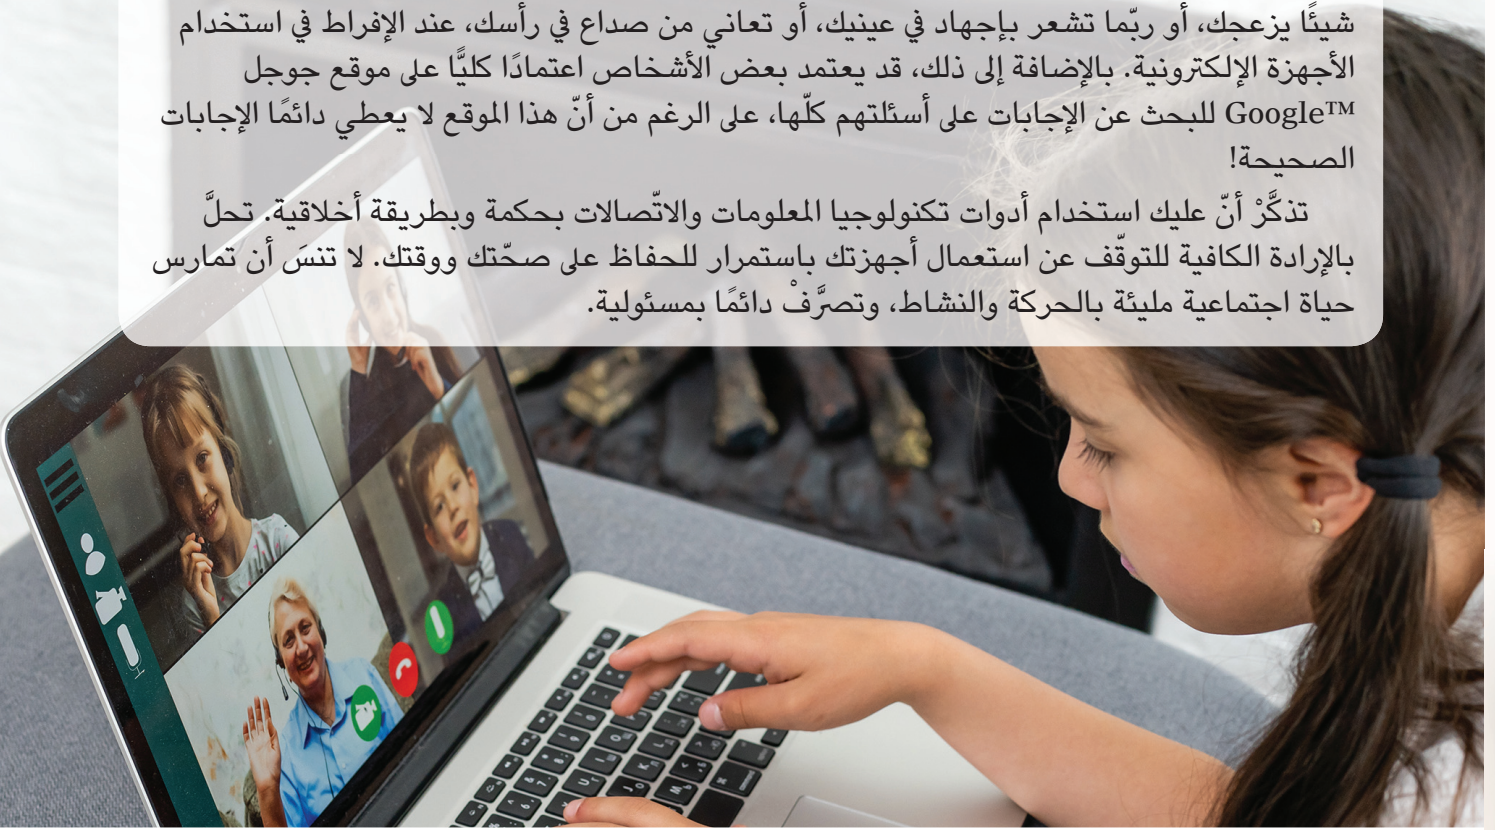 شيئًا يزعجك، أو ربّما تشعر بإجهاد في عينيك، أو تعاني من صداع في رأسك، عند الإفراط في استخدام
الأجهزة الإلكترونية. بالإضافة إلى ذلك، قد يعتمد بعض الأشخاص اعتمادًا كليًّا على موقع جوجل
Google™ للبحث عن الإجابات على أسئلتهم كلّها، على الرغم من أنّ هذا الموقع لا يعطي دائمًا الإجابات
الصحيحة!
تذكَّرْ أنّ عليك استخدام أدوات تكنولوجيا المعلومات والاتّصالات بحكمة وبطريقة أخلاقية. تحلَّ
بالإرادة الكافية للتوقّف عن استعمال أجهزتك باستمرار للحفاظ على صحّتك ووقتك. لا تنسَ أن تمارس
حياة اجتماعية مليئة بالحركة والنشاط، وتصرَّفْ دائمًا بمسئولية.